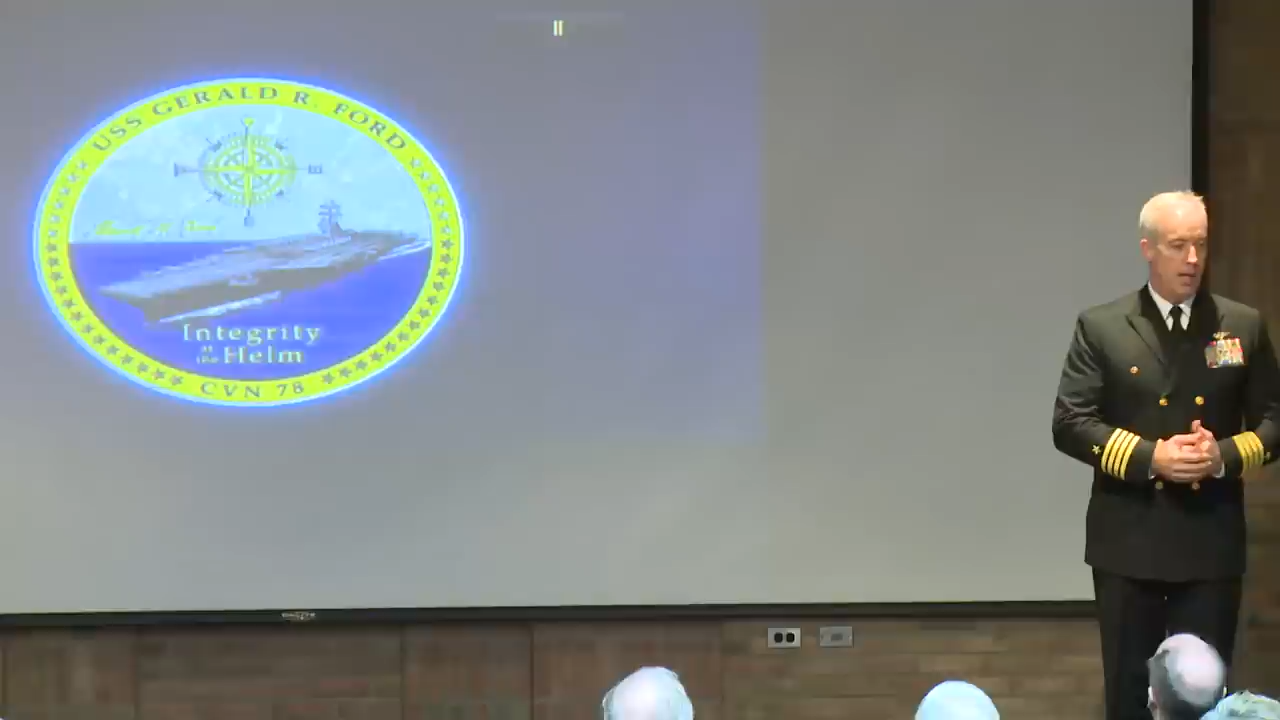 USS GERALD R. FORD
Integrity
at
the Helm
CVN 78